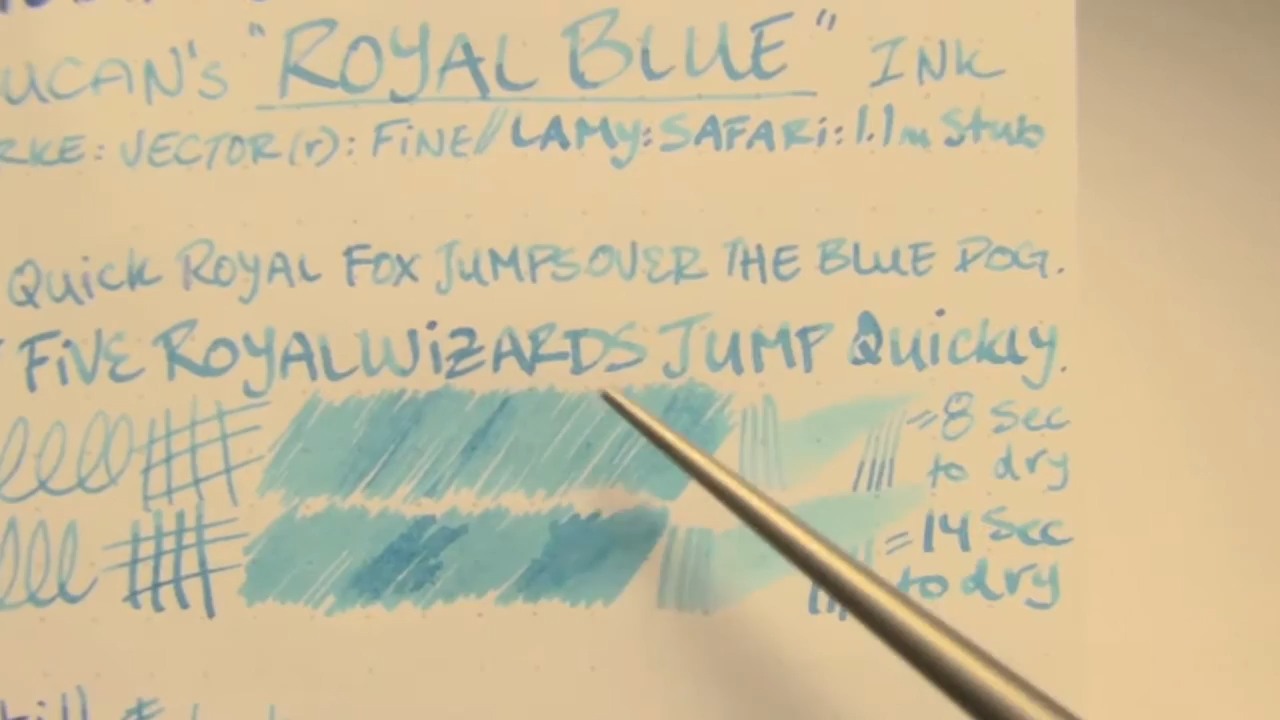 UCAN's "ROYAL BLUE" INK
RKE: VECTOR(r): FINE//LAMY:SAFARI:1.1m Stub
Quick ROYAL FOX JUMPS OVER THE BLUE DOG.
FIVE ROYAL WIZARDS JUMP Quickly.
=8 Sec
to dry
=14 Sec
to dry